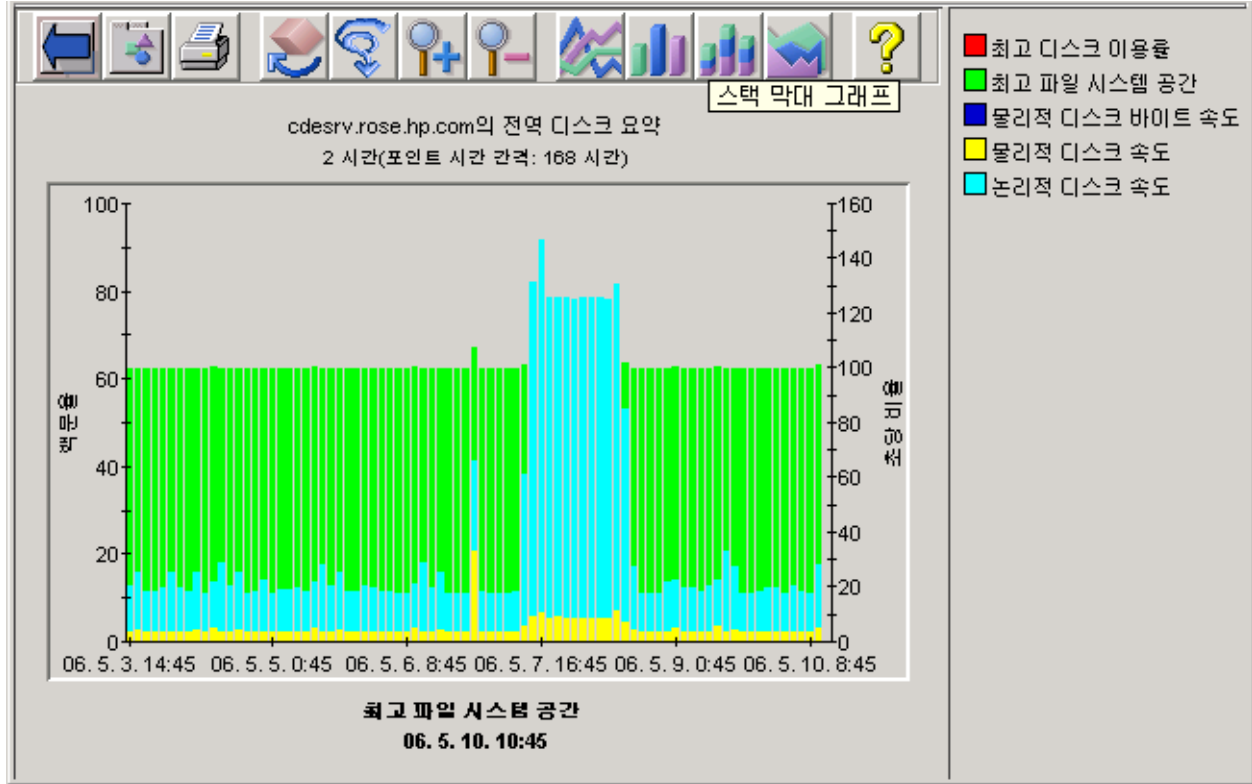 스택 막대 그래프
cdesrv.rose.hp.com의 전역 디스크 요약
2 시간(포인트 시간 간격: 168 시간)
100
80
60
40
20
0
백분율
160
140
120
100
80
60
40
20
0
초당 비율
06. 5. 3. 14:45 06. 5. 5. 0:45 06. 5. 6. 8:45 06. 5. 7. 16:45 06. 5. 9. 0:45 06. 5. 10. 8:45
최고 파일 시스템 공간
06. 5. 10. 10:45
최고 디스크 이용률
최고 파일 시스템 공간
물리적 디스크 바이트 속도
물리적 디스크 속도
논리적 디스크 속도